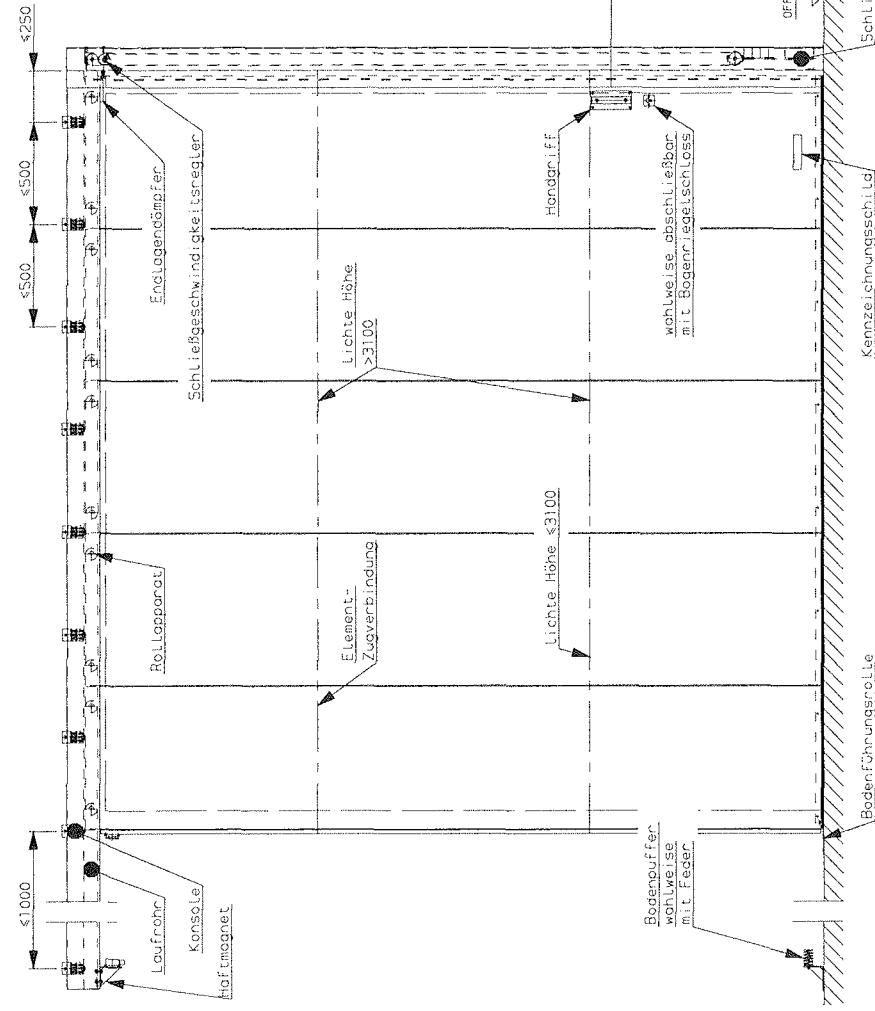 ≤1000
≤500
≤500
≤250
Laufrohr
Konsole
Haftmagnet
Rollapparat
Endlagendämpfer
Schließgeschwindigkeitsregler
Element-
Zugverbindung
Lichte Höhe
>3100
Lichte Höhe ≤3100
Handgriff
wahlweise abschließbar
mit Bogenriegelschloss
Bodenpuffer
wahlweise
mit Feder
Bodenführungsrolle
Kennzeichnungsschild